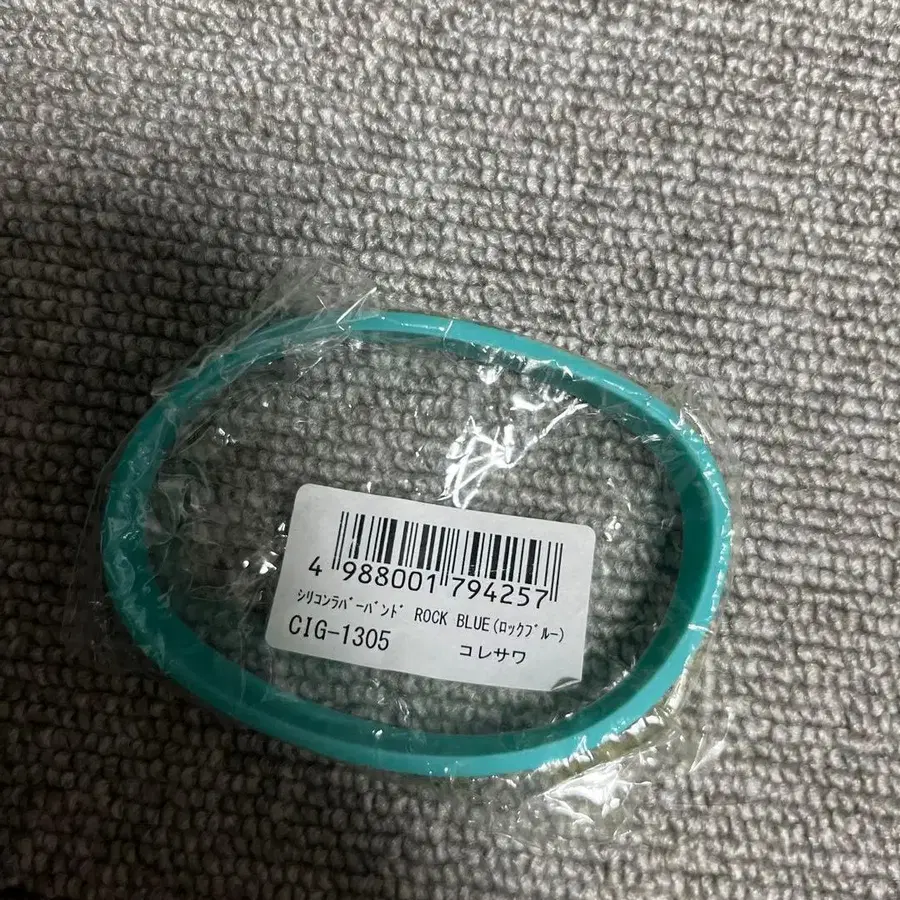 4 988001 794257
ｼﾘｺﾝﾗﾊﾞｰﾊﾞﾝﾄﾞ ROCK BLUE(ﾛｯｸﾌﾞﾙｰ)
CIG-1305 コレサワ